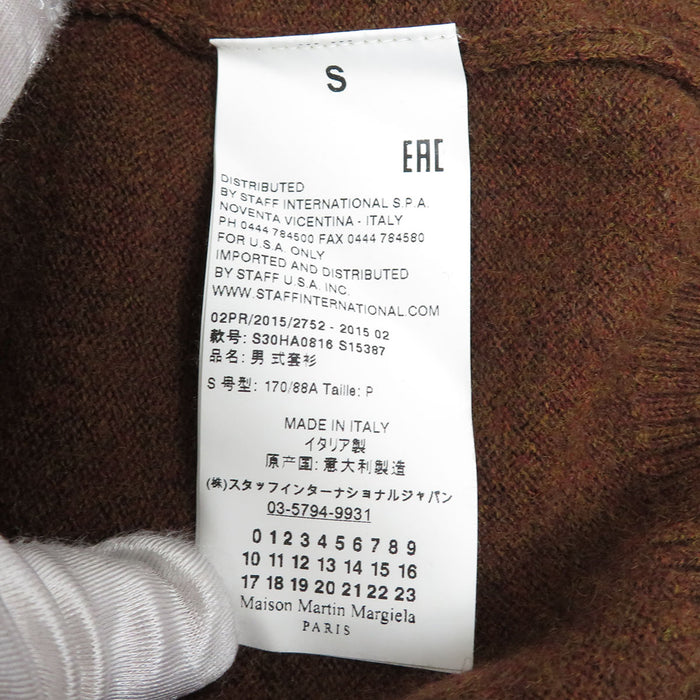 S
EAC
DISTRIBUTED
BY STAFF INTERNATIONAL S.P.A.
NOVENTA VICENTINA - ITALY
PH 0444 784500 FAX 0444 764580
FOR U.S.A. ONLY
IMPORTED AND DISTRIBUTED
BY STAFF U.S.A. INC.
WWW.STAFFINTERNATIONAL.COM
02PR/2015/2752 - 2015 02
款号: S30HA0816 S15387
品名: 男 式套衫
S 号型: 170/88A Taille: P
MADE IN ITALY
イタリア製
原产国: 意大利製造
(株)スタッフインターナショナルジャパン
03-5794-9931
0 1 2 3 4 5 6 7 8 9
10 11 12 13 14 15 16
17 18 19 20 21 22 23
Maison Martin Margiela
PARIS